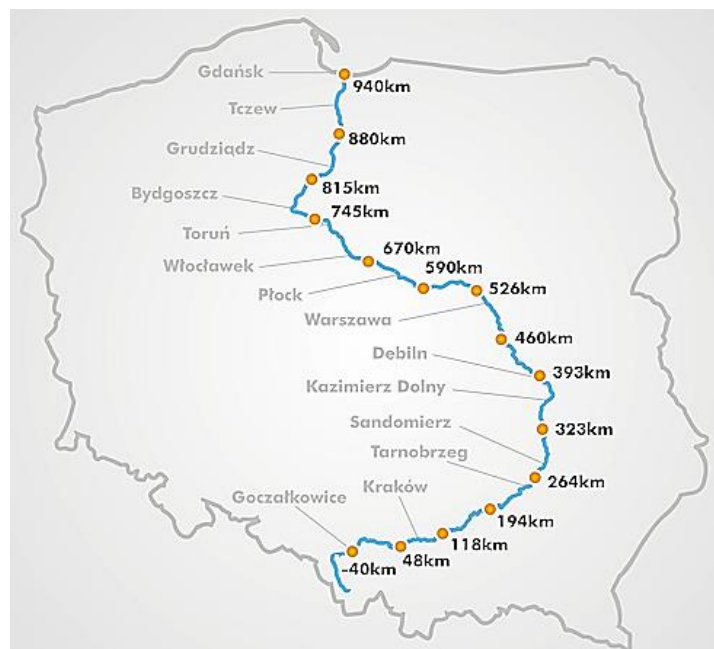 Gdańsk
940km
Tczew
880km
Grudziądz
815km
Bydgoszcz
745km
Toruń
670km
Włocławek
590km
Płock
526km
Warszawa
460km
Debiln
393km
Kazimierz Dolny
Sandomierz
323km
Tarnobrzeg
264km
Kraków
Goczałkowice
194km
118km
48km
-40km